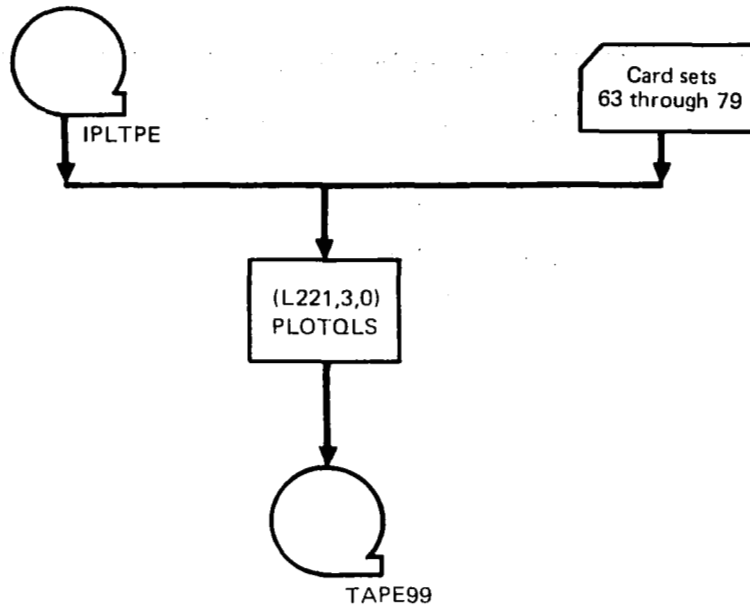 Card sets
63 through 79
IPLTPE
(L221,3,0)
PLOTQLS
TAPE99